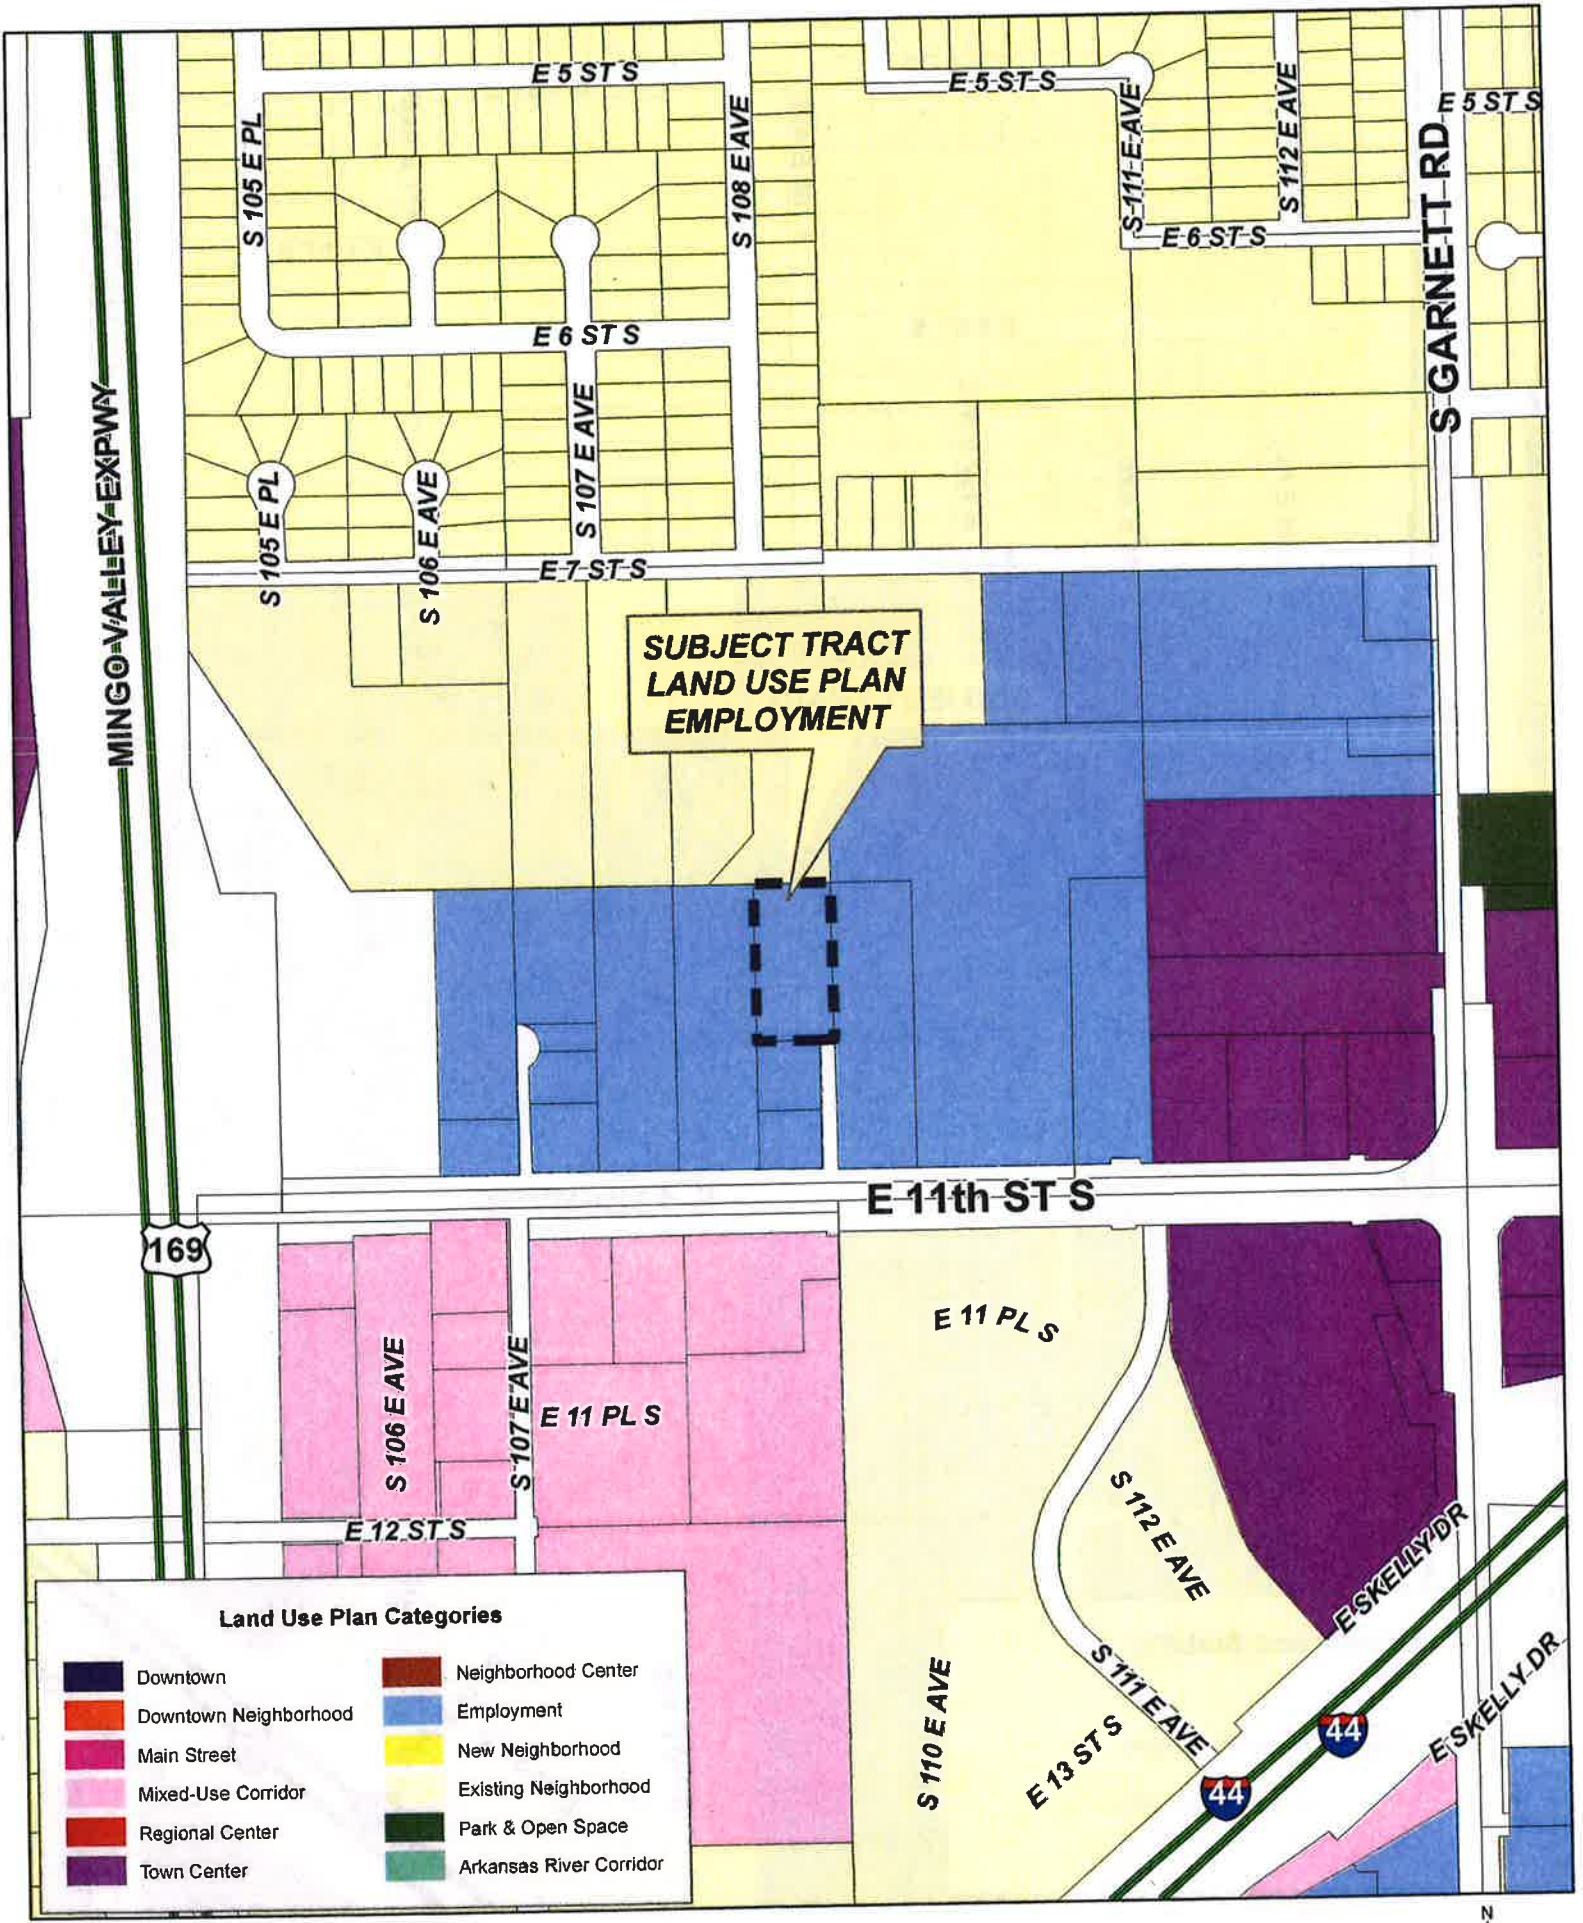 E 5 ST S
E 5 ST S
E 5 ST S
S 105 E PL
S 108 E AVE
S 111 E AVE
S 112 E AVE
S GARNETT RD
E 6 ST S
E 6 ST S
MINGO VALLEY EXPWY
S 107 E AVE
S 105 E PL
S 106 E AVE
E 7 ST S
SUBJECT TRACT
LAND USE PLAN
EMPLOYMENT
E 11th ST S
169
E 11 PL S
S 106 E AVE
S 107 E AVE
E 11 PL S
S 112 E AVE
E 12 ST S
E SKELLY DR
E SKELLY DR
S 111 E AVE
S 110 E AVE
E 13 ST S
44
44
Land Use Plan Categories
Downtown
Downtown Neighborhood
Main Street
Mixed-Use Corridor
Regional Center
Town Center
Neighborhood Center
Employment
New Neighborhood
Existing Neighborhood
Park & Open Space
Arkansas River Corridor
N